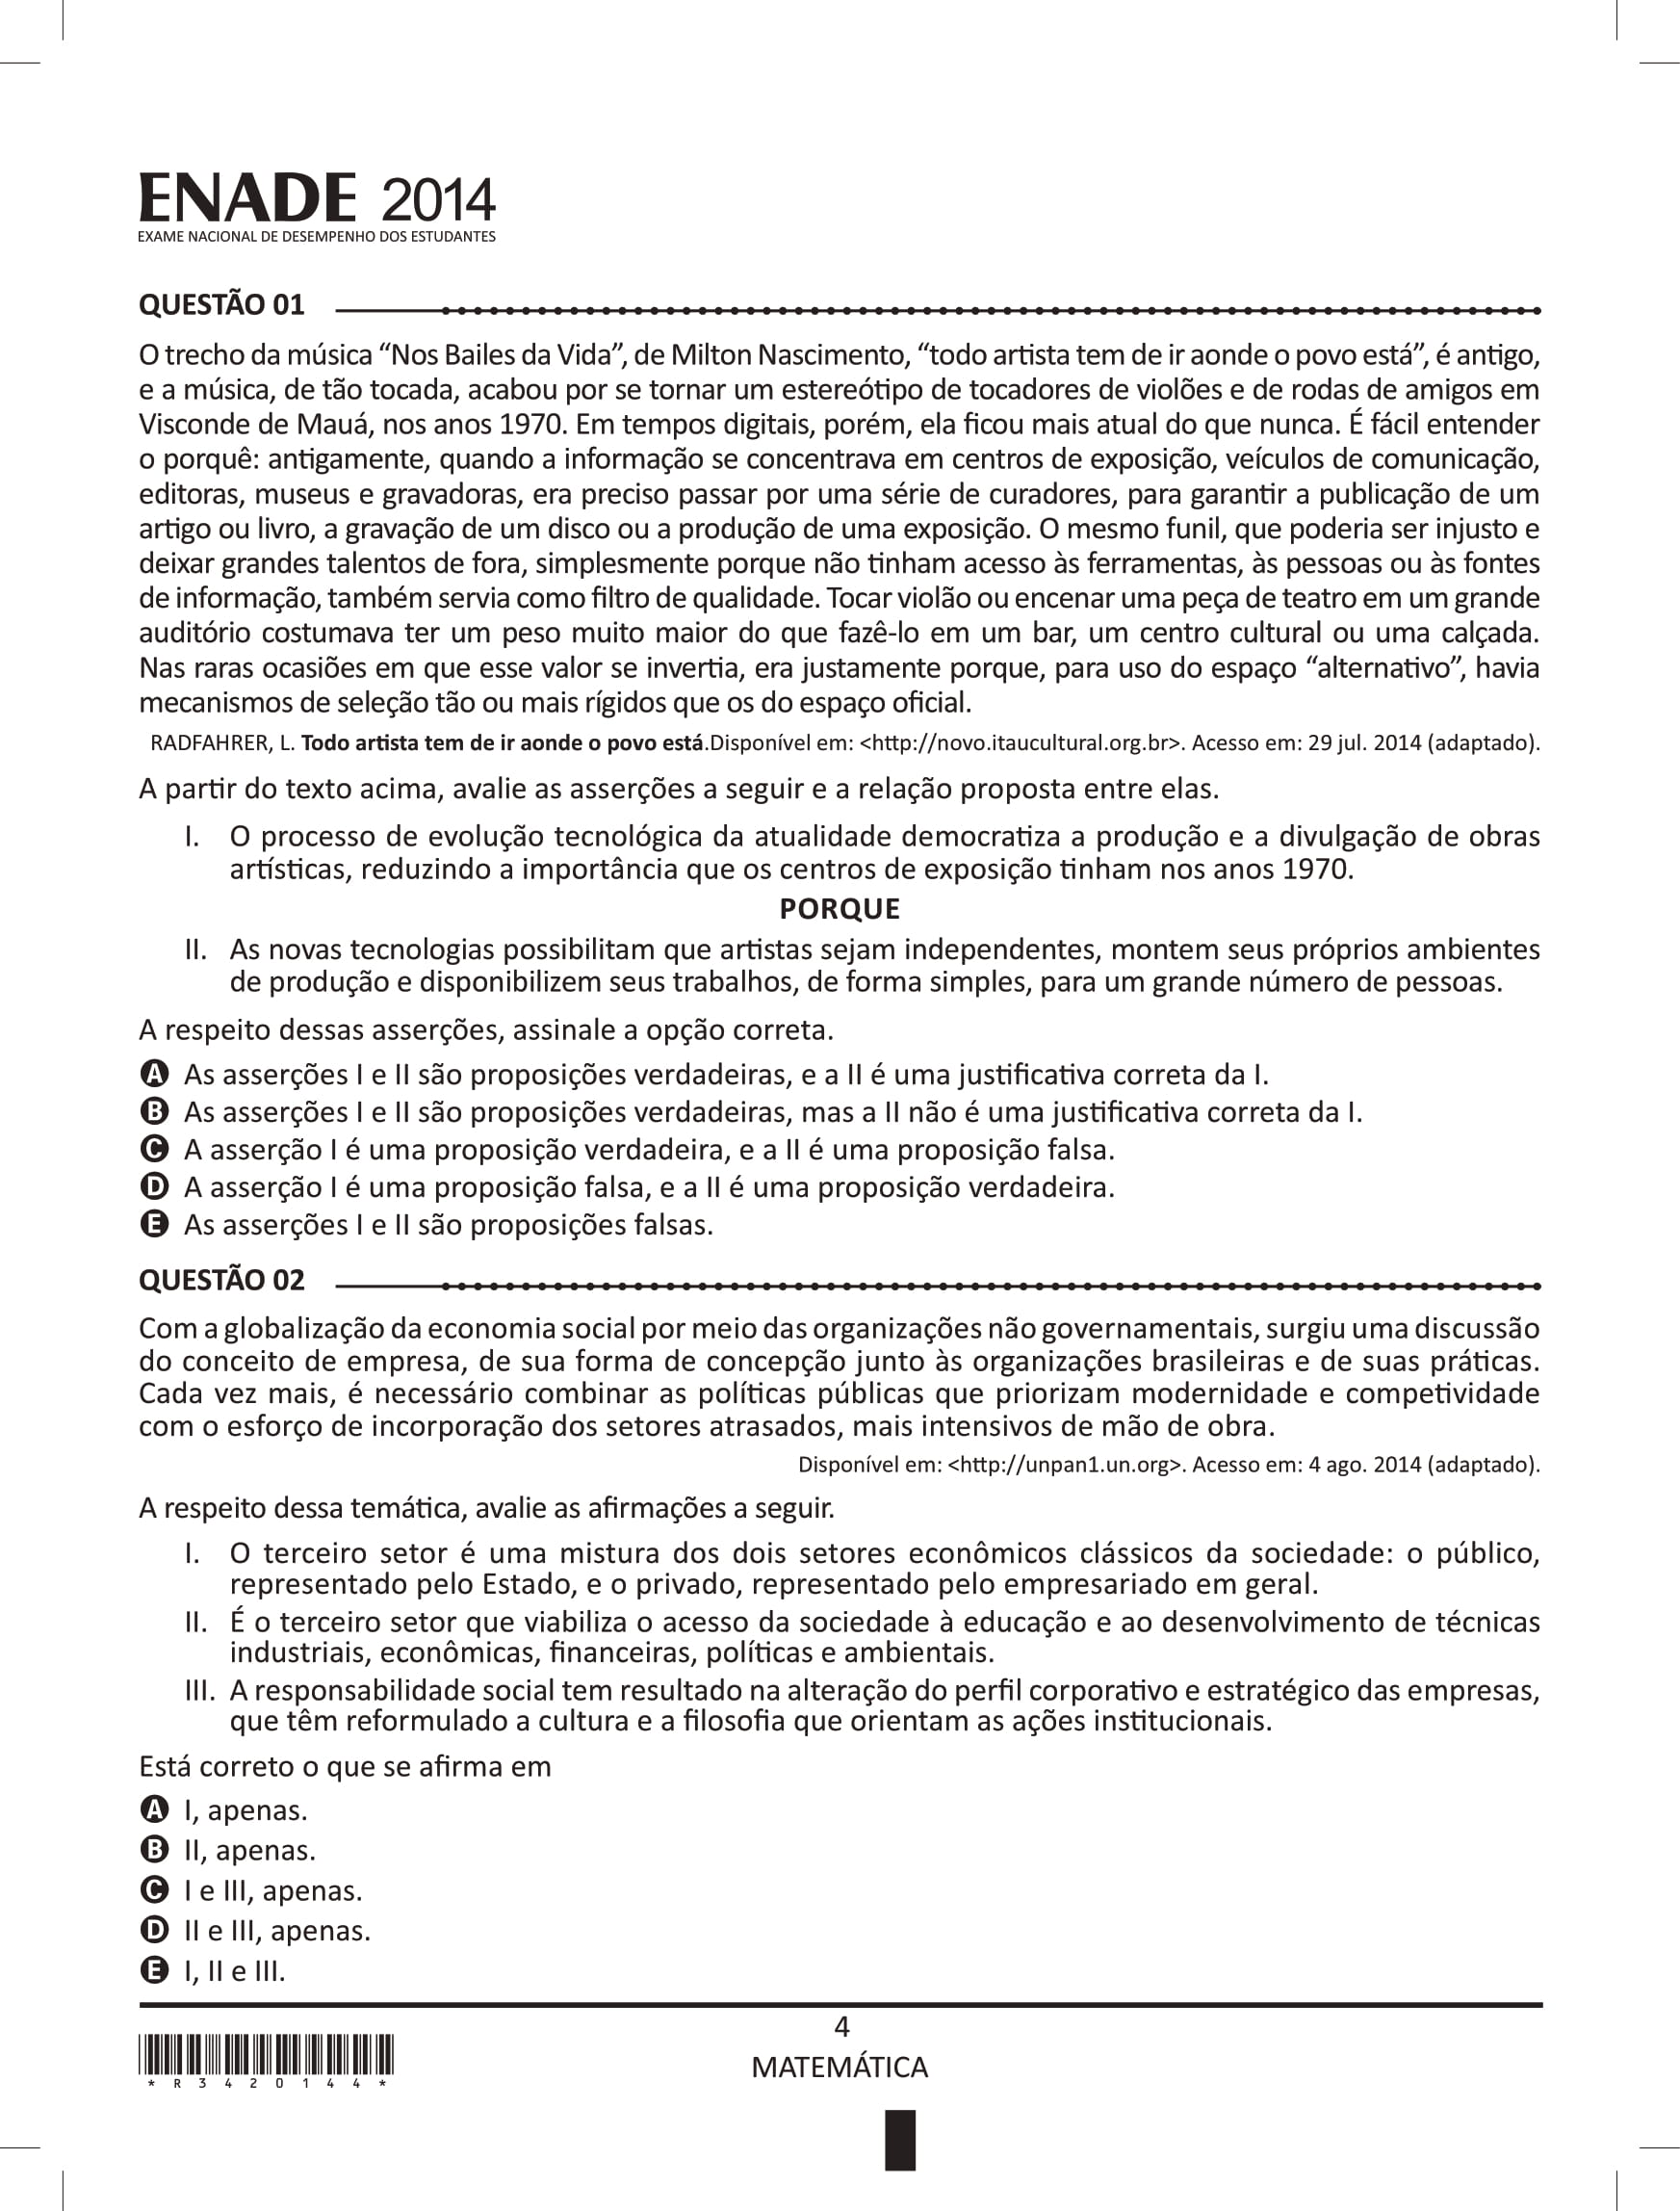 ENADE 2014
EXAME NACIONAL DE DESEMPENHO DOS ESTUDANTES
QUESTÃO 01
O trecho da música “Nos Bailes da Vida”, de Milton Nascimento, “todo artista tem de ir aonde o povo está”, é antigo,
e a música, de tão tocada, acabou por se tornar um estereótipo de tocadores de violões e de rodas de amigos em
Visconde de Mauá, nos anos 1970. Em tempos digitais, porém, ela ficou mais atual do que nunca. É fácil entender
o porquê: antigamente, quando a informação se concentrava em centros de exposição, veículos de comunicação,
editoras, museus e gravadoras, era preciso passar por uma série de curadores, para garantir a publicação de um
artigo ou livro, a gravação de um disco ou a produção de uma exposição. O mesmo funil, que poderia ser injusto e
deixar grandes talentos de fora, simplesmente porque não tinham acesso às ferramentas, às pessoas ou às fontes
de informação, também servia como filtro de qualidade. Tocar violão ou encenar uma peça de teatro em um grande
auditório costumava ter um peso muito maior do que fazê-lo em um bar, um centro cultural ou uma calçada.
Nas raras ocasiões em que esse valor se invertia, era justamente porque, para uso do espaço “alternativo”, havia
mecanismos de seleção tão ou mais rígidos que os do espaço oficial.
RADFAHRER, L. Todo artista tem de ir aonde o povo está.Disponível em: <http://novo.itaucultural.org.br>. Acesso em: 29 jul. 2014 (adaptado).
A partir do texto acima, avalie as asserções a seguir e a relação proposta entre elas.
I. O processo de evolução tecnológica da atualidade democratiza a produção e a divulgação de obras
artísticas, reduzindo a importância que os centros de exposição tinham nos anos 1970.
PORQUE
II. As novas tecnologias possibilitam que artistas sejam independentes, montem seus próprios ambientes
de produção e disponibilizem seus trabalhos, de forma simples, para um grande número de pessoas.
A respeito dessas asserções, assinale a opção correta.
A As asserções I e II são proposições verdadeiras, e a II é uma justificativa correta da I.
B As asserções I e II são proposições verdadeiras, mas a II não é uma justificativa correta da I.
C A asserção I é uma proposição verdadeira, e a II é uma proposição falsa.
D A asserção I é uma proposição falsa, e a II é uma proposição verdadeira.
E As asserções I e II são proposições falsas.
QUESTÃO 02
Com a globalização da economia social por meio das organizações não governamentais, surgiu uma discussão
do conceito de empresa, de sua forma de concepção junto às organizações brasileiras e de suas práticas.
Cada vez mais, é necessário combinar as políticas públicas que priorizam modernidade e competividade
com o esforço de incorporação dos setores atrasados, mais intensivos de mão de obra.
Disponível em: <http://unpan1.un.org>. Acesso em: 4 ago. 2014 (adaptado).
A respeito dessa temática, avalie as afirmações a seguir.
I. O terceiro setor é uma mistura dos dois setores econômicos clássicos da sociedade: o público,
representado pelo Estado, e o privado, representado pelo empresariado em geral.
II. É o terceiro setor que viabiliza o acesso da sociedade à educação e ao desenvolvimento de técnicas
industriais, econômicas, financeiras, políticas e ambientais.
III. A responsabilidade social tem resultado na alteração do perfil corporativo e estratégico das empresas,
que têm reformulado a cultura e a filosofia que orientam as ações institucionais.
Está correto o que se afirma em
A I, apenas.
B II, apenas.
C I e III, apenas.
D II e III, apenas.
E I, II e III.
4
MATEMÁTICA
* R 3 4 2 0 1 4 4 *